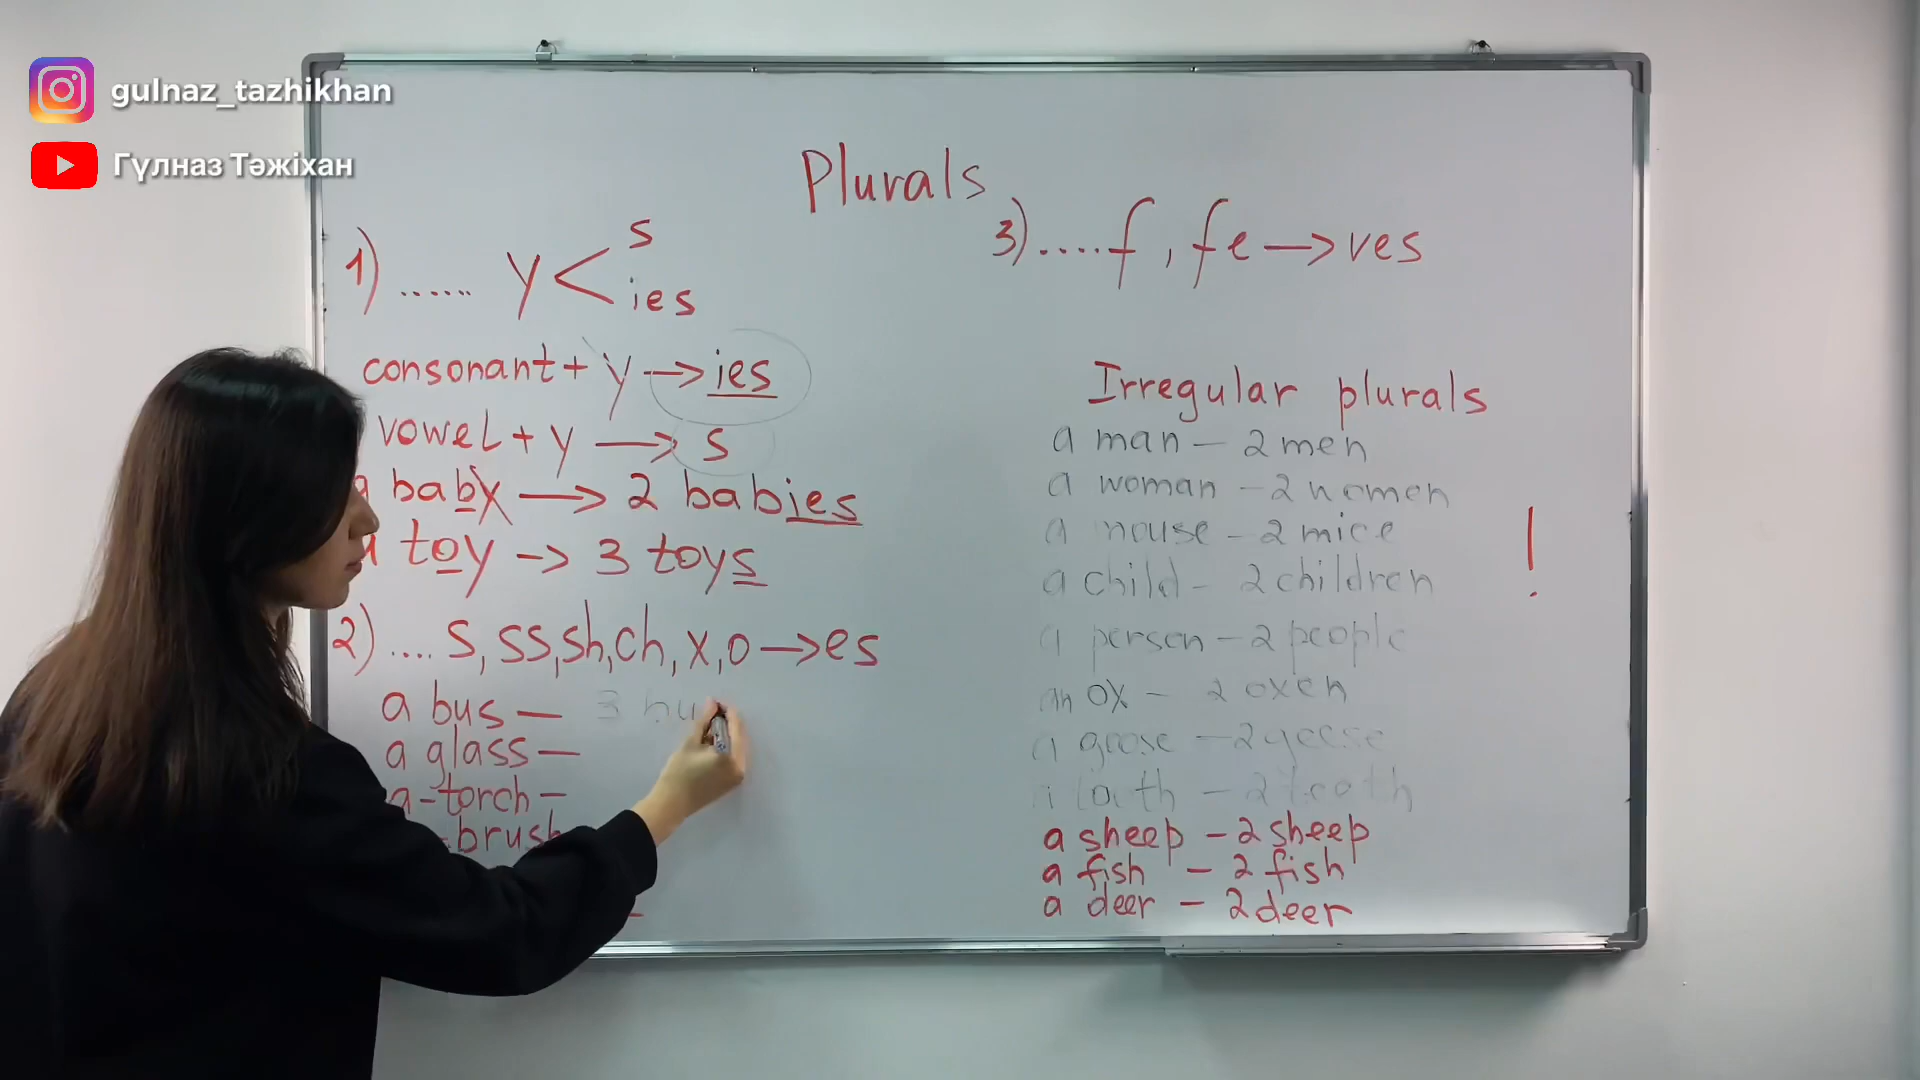 gulnaz_tazhikhan
Гүлназ Тәжіхан
Plurals
1) ...... y < s
ies
consonant + y → ies
vowel + y → s
a baby → 2 babies
a toy → 3 toys
2) .... s, ss, sh, ch, x, o → es
a bus – 3 bu
a glass –
a torch –
brush
3) .... f, fe → ves
Irregular plurals
a man – 2 men
a woman – 2 women
a mouse – 2 mice
a child – 2 children
a person – 2 people
an ox – 2 oxen
a goose – 2 geese
a tooth – 2 teeth
a sheep – 2 sheep
a fish – 2 fish
a deer – 2 deer
!